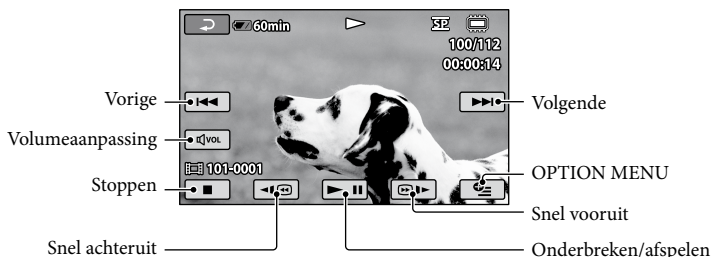 60min
SP
100/112
00:00:14
Vorige
Volgende
VOL
Volumeaanpassing
101-0001
OPTION MENU
Stoppen
Snel vooruit
Snel achteruit
Onderbreken/afspelen